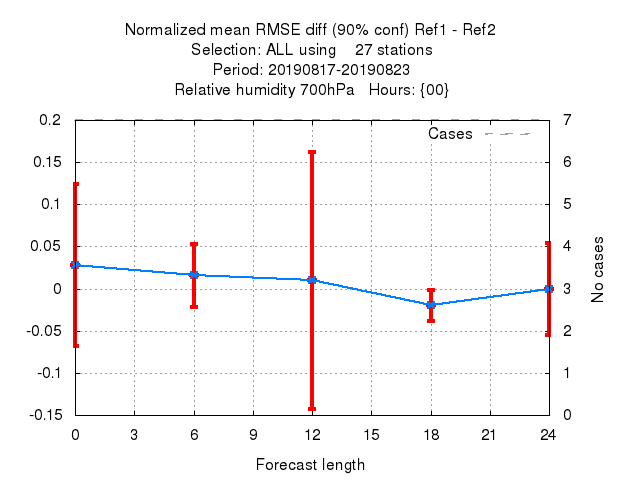 Normalized mean RMSE diff (90% conf) Ref1 - Ref2
Selection: ALL using 27 stations
Period: 20190817-20190823
Relative humidity 700hPa Hours: {00}
Cases
0.2
0.15
0.1
0.05
0
-0.05
-0.1
-0.15
7
6
5
4
3
2
1
0
No cases
0 3 6 9 12 15 18 21 24
Forecast length